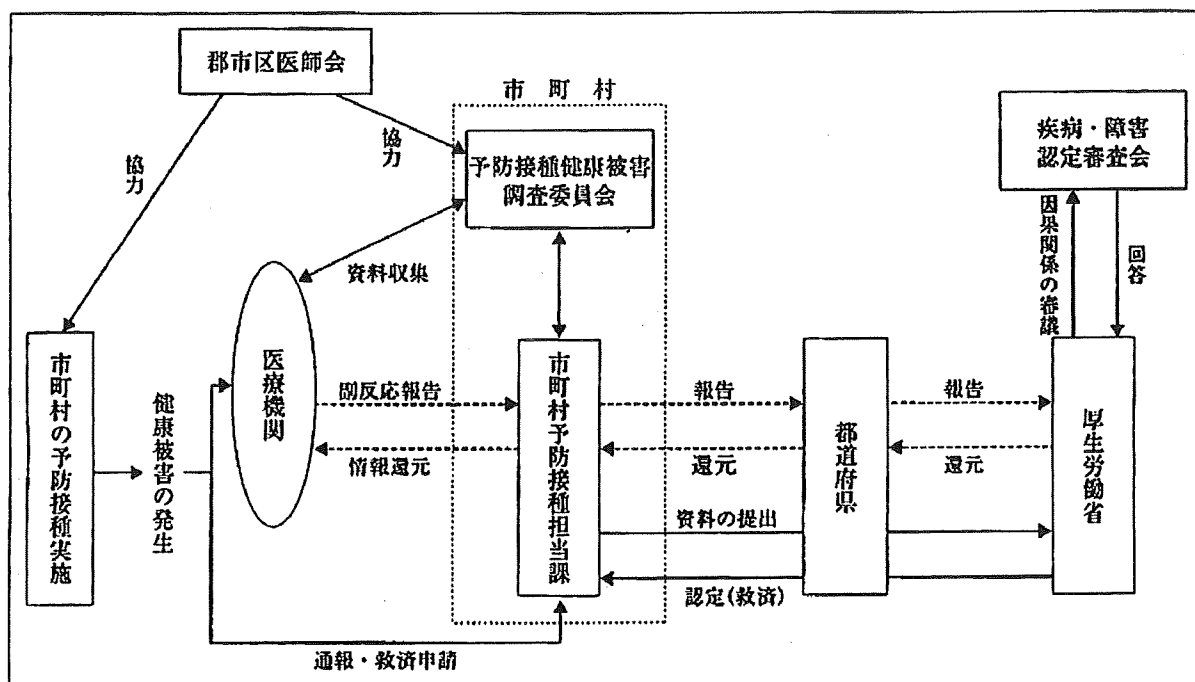 郡市区医師会
市町村
協力
協力
予防接種健康被害
調査委員会
疾病・障害
認定審査会
因果関係の審議
回答
資料収集
市町村の予防接種実施
健康被害の発生
医療機関
副反応報告
情報還元
市町村予防接種担当課
報告
還元
都道府県
報告
還元
厚生労働省
資料の提出
認定(救済)
通報・救済申請